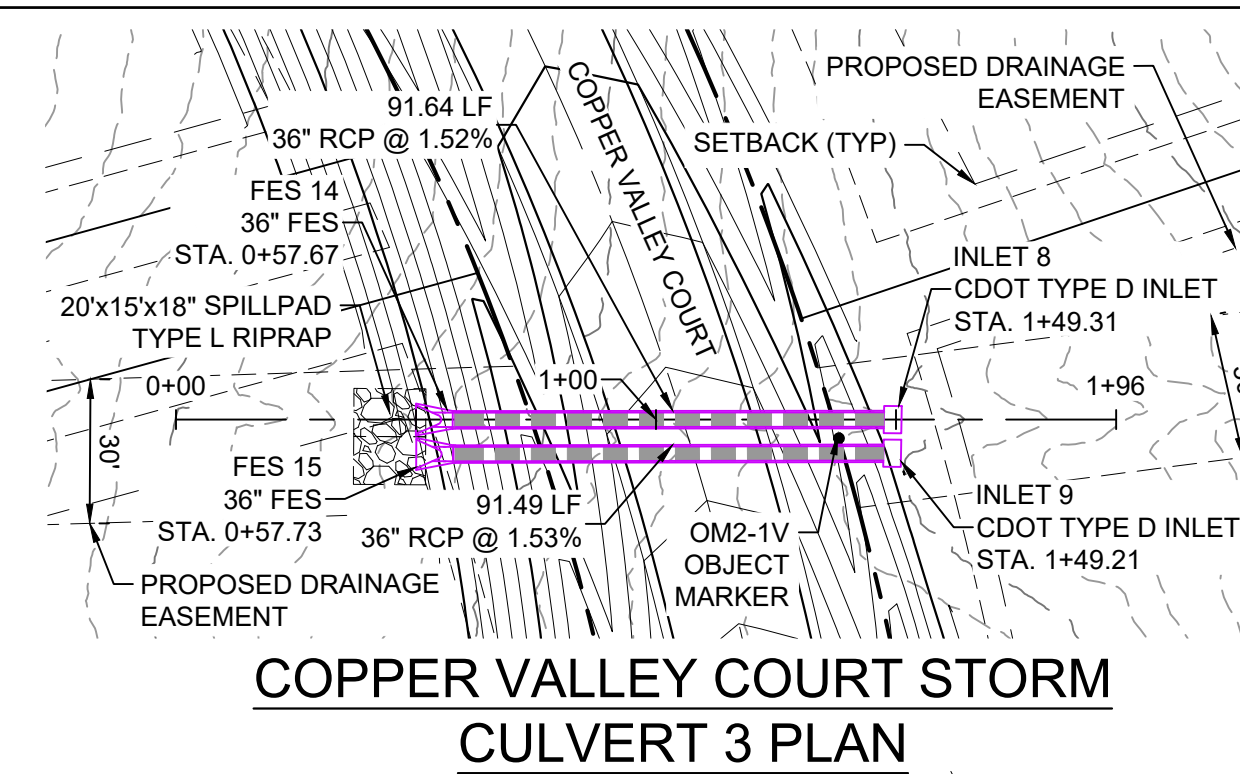 91.64 LF
36" RCP @ 1.52%
COPPER VALLEY COURT
PROPOSED DRAINAGE
EASEMENT
SETBACK (TYP)
FES 14
36" FES
STA. 0+57.67
20'x15'x18" SPILLPAD
TYPE L RIPRAP
INLET 8
CDOT TYPE D INLET
STA. 1+49.31
0+00
1+00
1+96
30'
FES 15
36" FES
STA. 0+57.73
91.49 LF
36" RCP @ 1.53%
OM2-1V
OBJECT
MARKER
INLET 9
CDOT TYPE D INLET
STA. 1+49.21
PROPOSED DRAINAGE
EASEMENT
COPPER VALLEY COURT STORM
CULVERT 3 PLAN